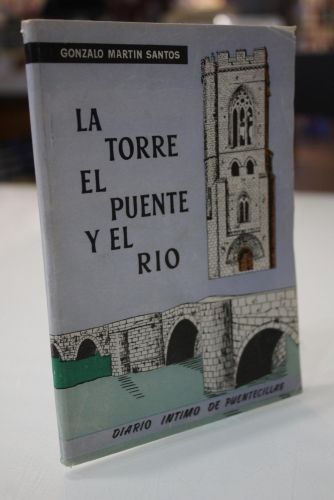 GONZALO MARTIN SANTOS
LA
TORRE
EL
PUENTE
Y EL
RIO
DIARIO INTIMO DE PUENTECILLAS